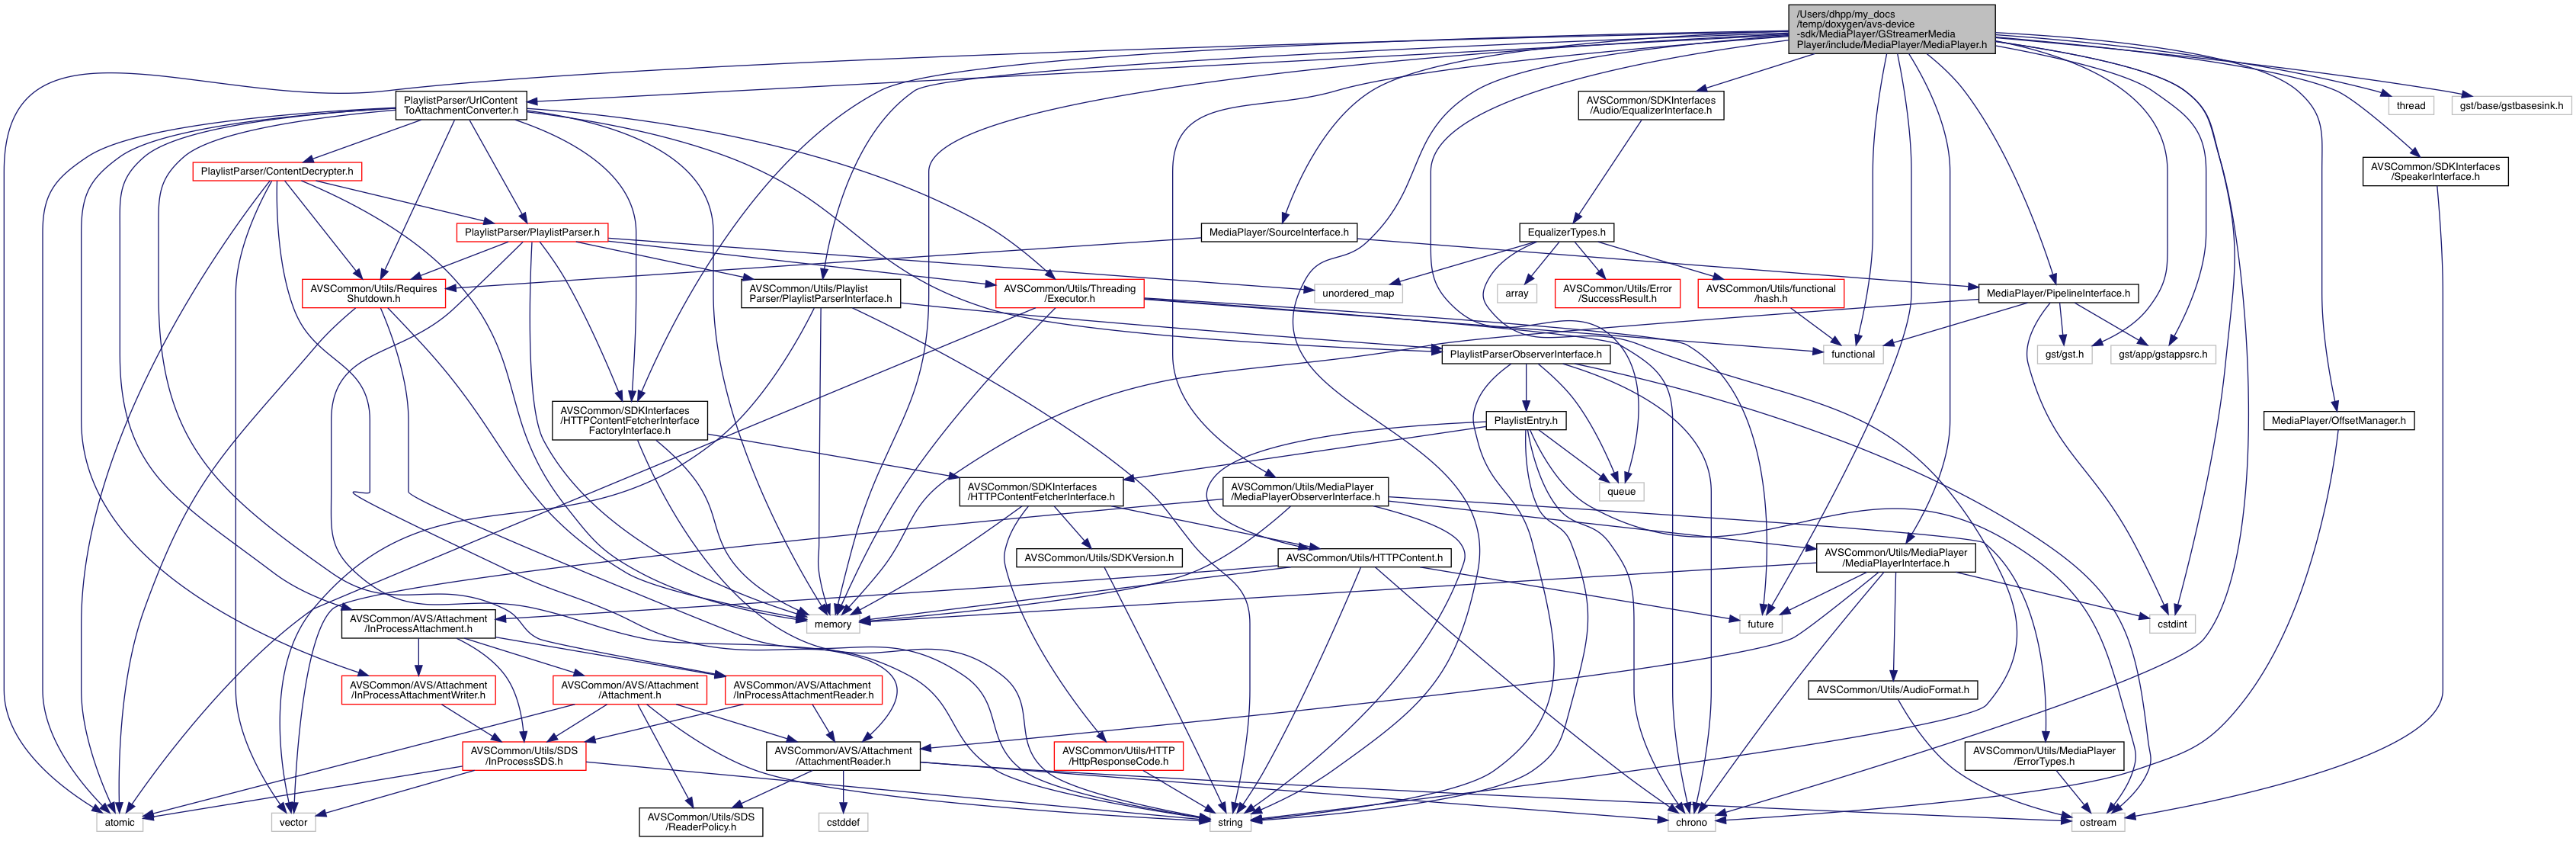 /Users/dhpp/my_docs
/temp/doxygen/avs-device
-sdk/MediaPlayer/GStreamerMedia
Player/include/MediaPlayer/MediaPlayer.h
PlaylistParser/UrlContent
ToAttachmentConverter.h
AVSCommon/SDKInterfaces
/Audio/EqualizerInterface.h
thread
gst/base/gstbasesink.h
PlaylistParser/ContentDecrypter.h
AVSCommon/SDKInterfaces
/SpeakerInterface.h
PlaylistParser/PlaylistParser.h
MediaPlayer/SourceInterface.h
EqualizerTypes.h
AVSCommon/Utils/Requires
Shutdown.h
AVSCommon/Utils/Playlist
Parser/PlaylistParserInterface.h
AVSCommon/Utils/Threading
/Executor.h
unordered_map
array
AVSCommon/Utils/Error
/SuccessResult.h
AVSCommon/Utils/functional
/hash.h
MediaPlayer/PipelineInterface.h
PlaylistParserObserverInterface.h
functional
gst/gst.h
gst/app/gstappsrc.h
AVSCommon/SDKInterfaces
/HTTPContentFetcherInterface
FactoryInterface.h
PlaylistEntry.h
MediaPlayer/OffsetManager.h
AVSCommon/SDKInterfaces
/HTTPContentFetcherInterface.h
AVSCommon/Utils/MediaPlayer
/MediaPlayerObserverInterface.h
queue
AVSCommon/Utils/SDKVersion.h
AVSCommon/Utils/HTTPContent.h
AVSCommon/Utils/MediaPlayer
/MediaPlayerInterface.h
AVSCommon/AVS/Attachment
/InProcessAttachment.h
memory
future
cstdint
AVSCommon/AVS/Attachment
/InProcessAttachmentWriter.h
AVSCommon/AVS/Attachment
/Attachment.h
AVSCommon/AVS/Attachment
/InProcessAttachmentReader.h
AVSCommon/Utils/AudioFormat.h
AVSCommon/Utils/SDS
/InProcessSDS.h
AVSCommon/AVS/Attachment
/AttachmentReader.h
AVSCommon/Utils/HTTP
/HttpResponseCode.h
AVSCommon/Utils/MediaPlayer
/ErrorTypes.h
atomic
vector
AVSCommon/Utils/SDS
/ReaderPolicy.h
cstddef
string
chrono
ostream